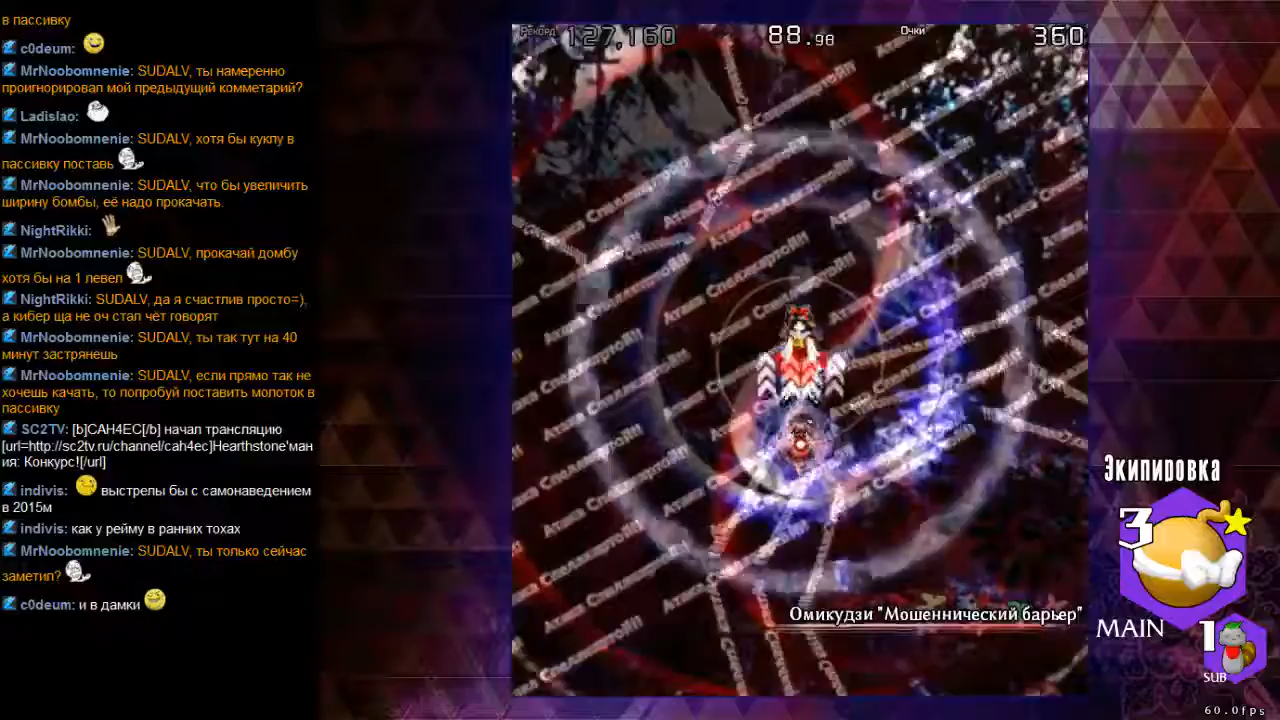 в пассивку
c0deum:
MrNoobomnenie: SUDALV, ты намеренно
проигнорировал мой предыдущий комметарий?
Ladislao:
MrNoobomnenie: SUDALV, хотя бы куклу в
пассивку поставь
MrNoobomnenie: SUDALV, что бы увеличить
ширину бомбы, её надо прокачать.
NightRikki:
MrNoobomnenie: SUDALV, прокачай домбу
хотя бы на 1 левел
NightRikki: SUDALV, да я счастлив просто=),
а кибер ща не оч стал чёт говорят
MrNoobomnenie: SUDALV, ты так тут на 40
минут застрянешь
MrNoobomnenie: SUDALV, если прямо так не
хочешь качать, то попробуй поставить молоток в
пассивку
SC2TV: [b]CAH4EC[/b] начал трансляцию
[url=http://sc2tv.ru/channel/cah4ec]Hearthstone'ман
ия: Конкурс![/url]
indivis: выстрелы бы с самонаведением
в 2015м
indivis: как у рейму в ранних тохах
MrNoobomnenie: SUDALV, ты только сейчас
заметил?
c0deum: и в дамки
Рекорд 127,160 88.98 Очки 360
Атака Спеллкартой!!
Омикудзи "Мошеннический барьер"
Экипировка
3
MAIN
1
SUB
60.0fps